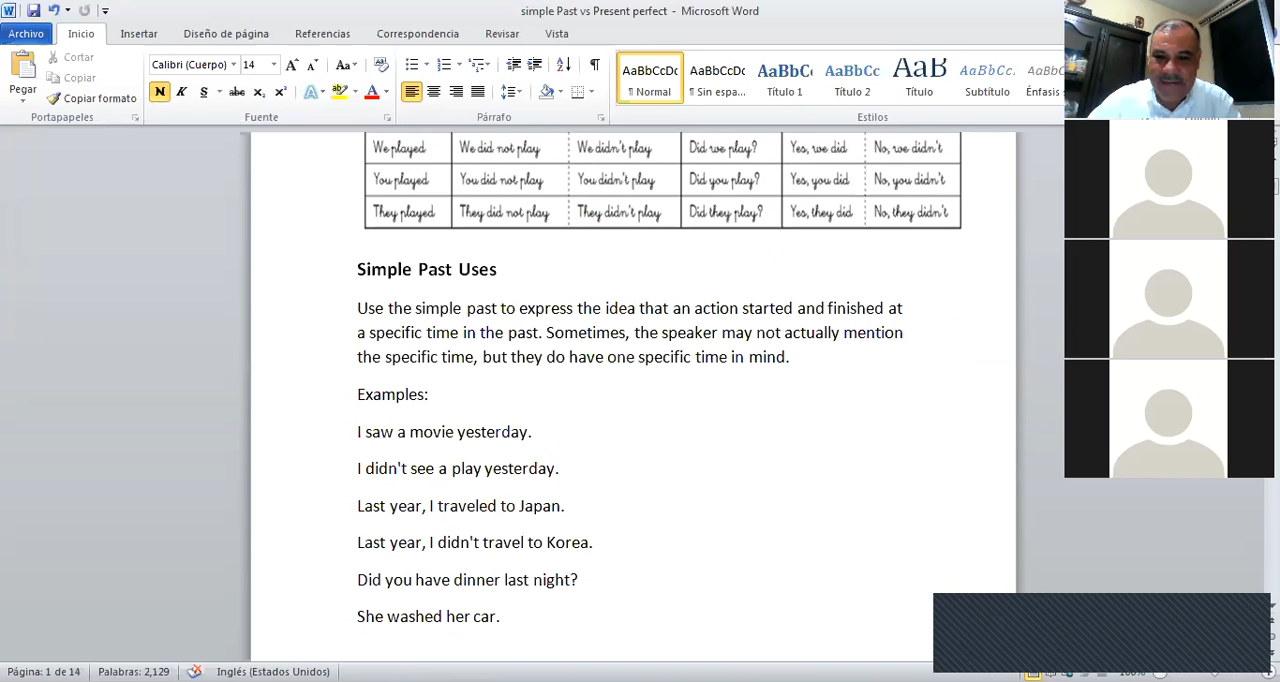 simple Past vs Present perfect - Microsoft Word
Archivo Inicio Insertar Diseño de página Referencias Correspondencia Revisar Vista
Pegar
Cortar
Copiar
Copiar formato
Portapapeles
Calibri (Cuerpo) 14
Fuente
Párrafo
AaBbCcDc AaBbCcDc AaBbC AaBbCc AaB AaBbCc AaBbCc
¶ Normal ¶ Sin espa... Título 1 Título 2 Título Subtítulo Énfasis
Estilos
We played We did not play We didn't play Did we play? Yes, we did No, we didn't
You played You did not play You didn't play Did you play? Yes, you did No, you didn't
They played They did not play They didn't play Did they play? Yes, they did No, they didn't
Simple Past Uses
Use the simple past to express the idea that an action started and finished at
a specific time in the past. Sometimes, the speaker may not actually mention
the specific time, but they do have one specific time in mind.
Examples:
I saw a movie yesterday.
I didn't see a play yesterday.
Last year, I traveled to Japan.
Last year, I didn't travel to Korea.
Did you have dinner last night?
She washed her car.
Página: 1 de 14 Palabras: 2,129 Inglés (Estados Unidos)